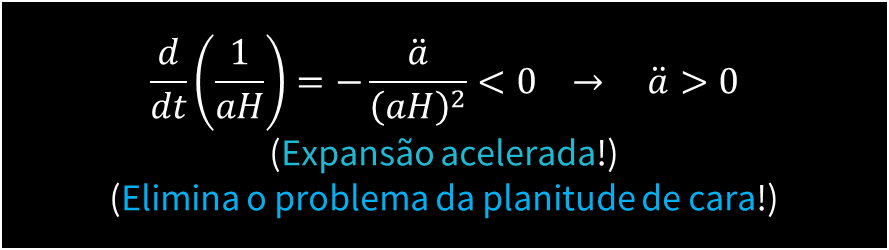 d/dt (1/aH) = − ä/(aH)² < 0 → ä > 0
(Expansão acelerada!)
(Elimina o problema da planitude de cara!)